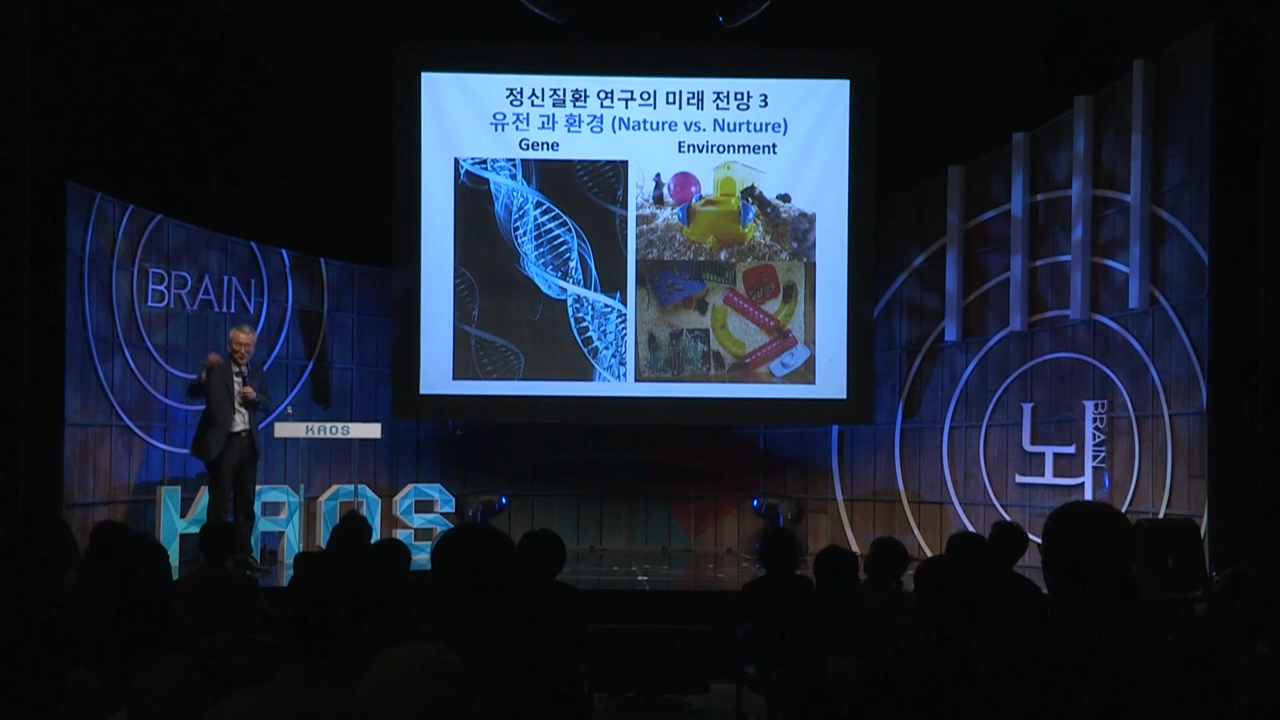 정신질환 연구의 미래 전망 3
유전 과 환경 (Nature vs. Nurture)
Gene
Environment
BRAIN
KAOS
KAOS
뇌
BRAIN